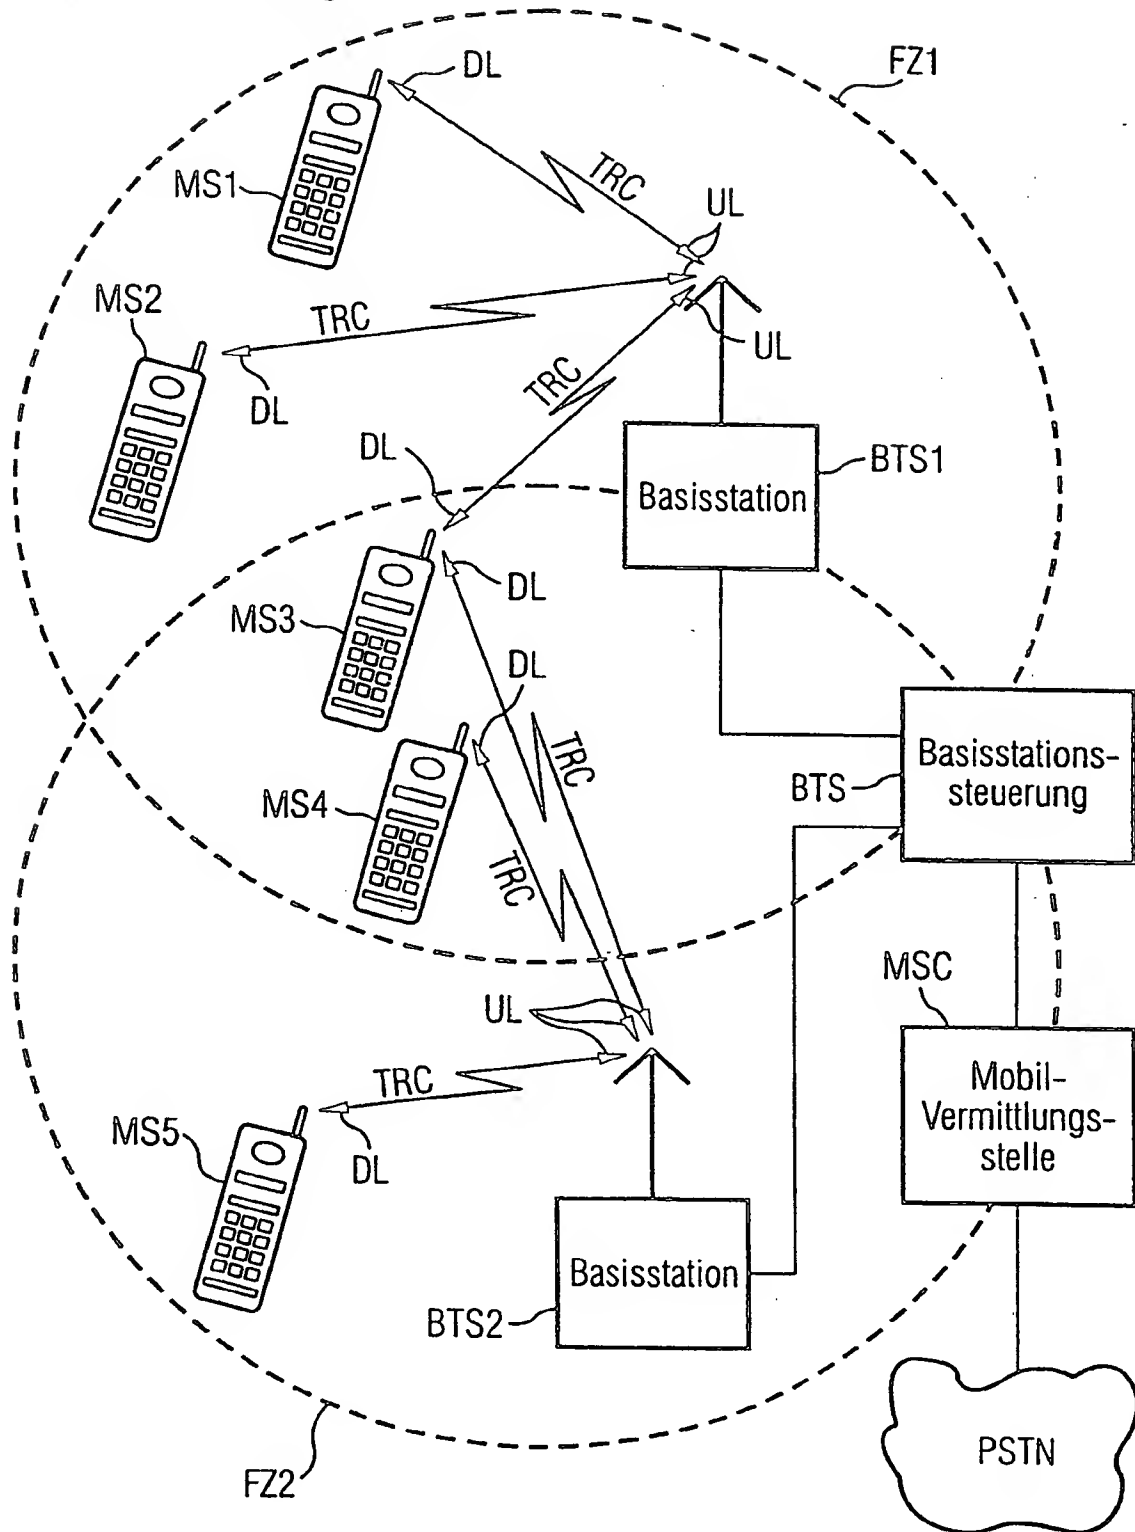 DL
FZ1
TRC
MS1
UL
MS2
TRC
DL
UL
TRC
DL
BTS1
Basisstation
DL
MS3
DL
TRC
Basisstations-
steuerung
BTS
MS4
TRC
MSC
UL
Mobil-
Vermittlungs-
stelle
TRC
MS5
DL
Basisstation
BTS2
PSTN
FZ2